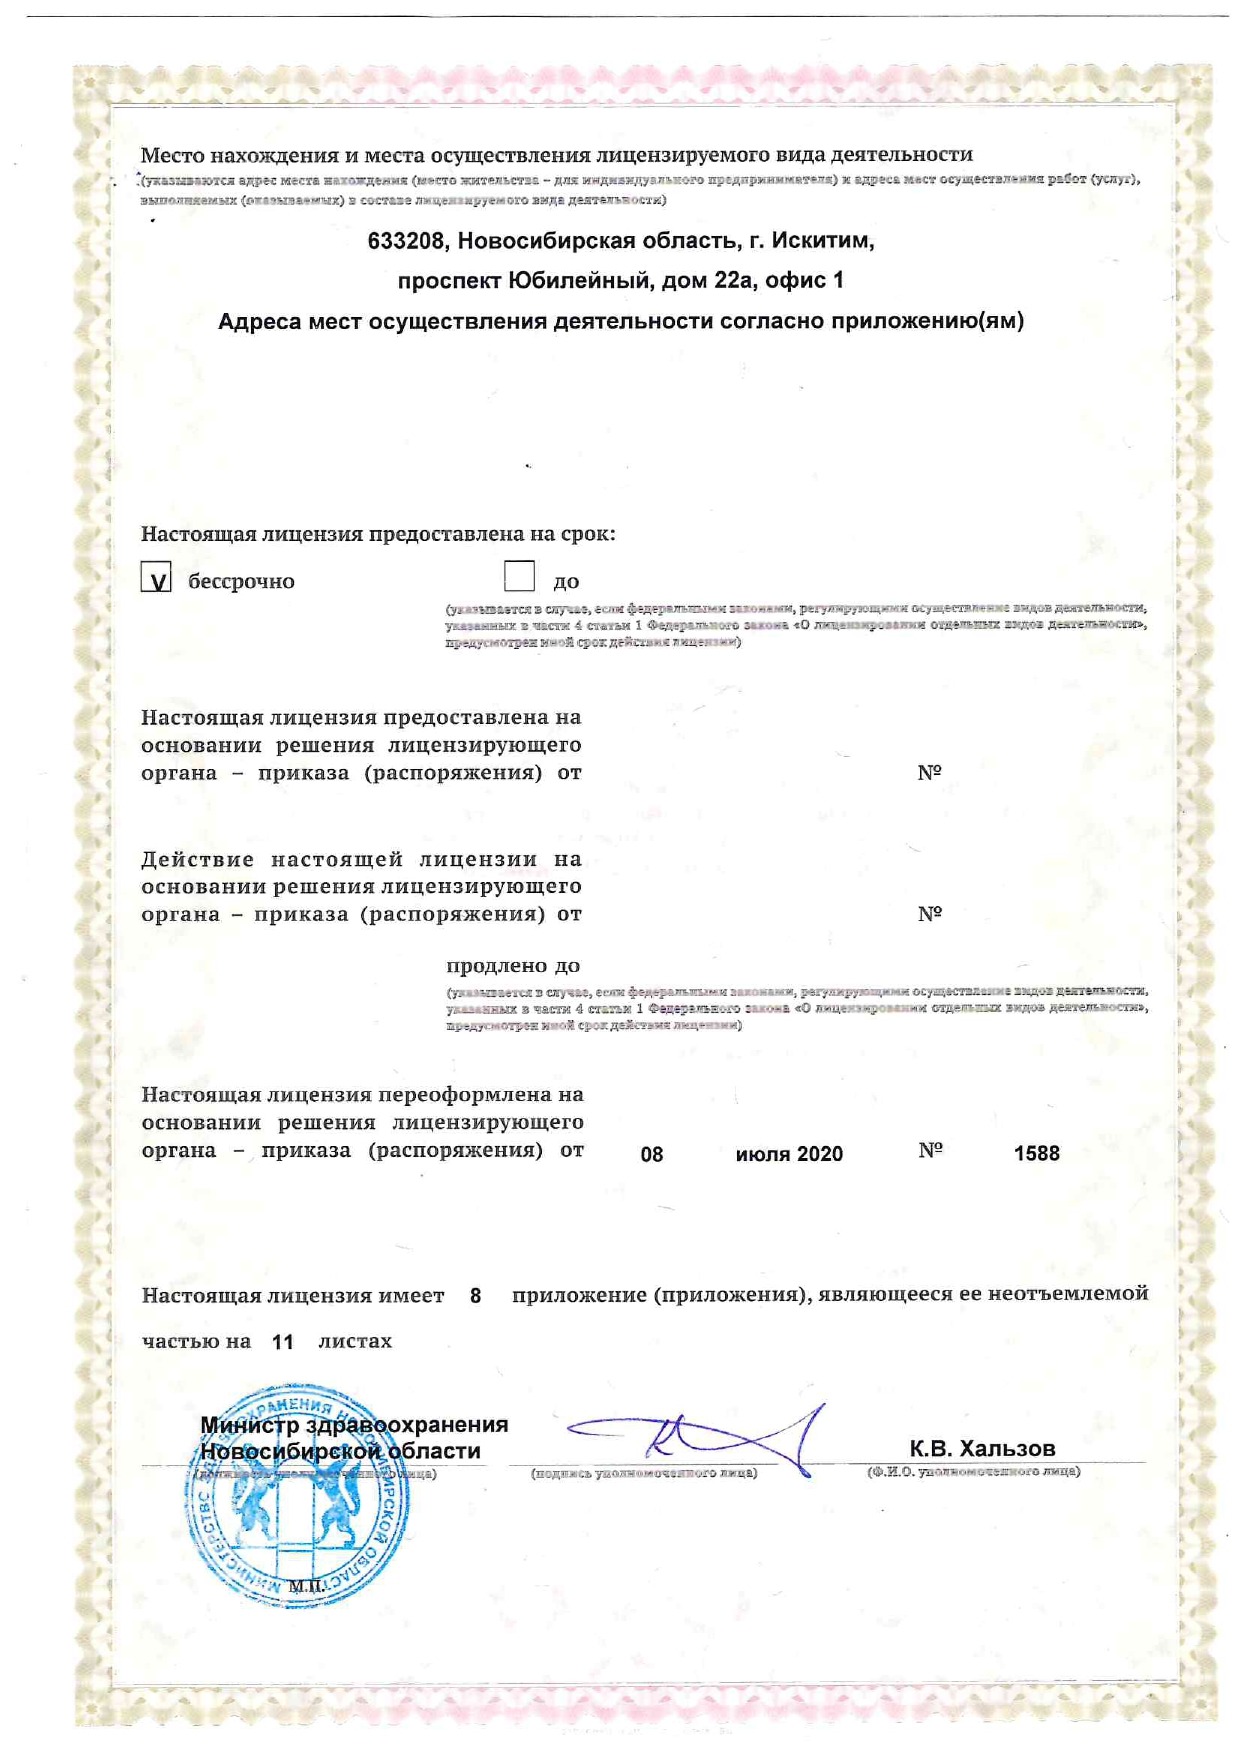 Место нахождения и места осуществления лицензируемого вида деятельности
(указываются адрес места нахождения (место жительства – для индивидуального предпринимателя) и адреса мест осуществления работ (услуг),
выполняемых (оказываемых) в составе лицензируемого вида деятельности)
633208, Новосибирская область, г. Искитим,
проспект Юбилейный, дом 22а, офис 1
Адреса мест осуществления деятельности согласно приложению(ям)
Настоящая лицензия предоставлена на срок:
v бессрочно до
(указывается в случае, если федеральными законами, регулирующими осуществление видов деятельности,
указанных в части 4 статьи 1 Федерального закона «О лицензировании отдельных видов деятельности»,
предусмотрен иной срок действия лицензии)
Настоящая лицензия предоставлена на
основании решения лицензирующего
органа – приказа (распоряжения) от №
Действие настоящей лицензии на
основании решения лицензирующего
органа – приказа (распоряжения) от №
продлено до
(указывается в случае, если федеральными законами, регулирующими осуществление видов деятельности,
указанных в части 4 статьи 1 Федерального закона «О лицензировании отдельных видов деятельности»,
предусмотрен иной срок действия лицензии)
Настоящая лицензия переоформлена на
основании решения лицензирующего
органа – приказа (распоряжения) от 08 июля 2020 № 1588
Настоящая лицензия имеет 8 приложение (приложения), являющееся ее неотъемлемой
частью на 11 листах
Министр здравоохранения
Новосибирской области К.В. Хальзов
(должность уполномоченного лица) (подпись уполномоченного лица) (Ф.И.О. уполномоченного лица)
МИНИСТЕРСТВО ЗДРАВООХРАНЕНИЯ НОВОСИБИРСКОЙ ОБЛАСТИ
М.П.